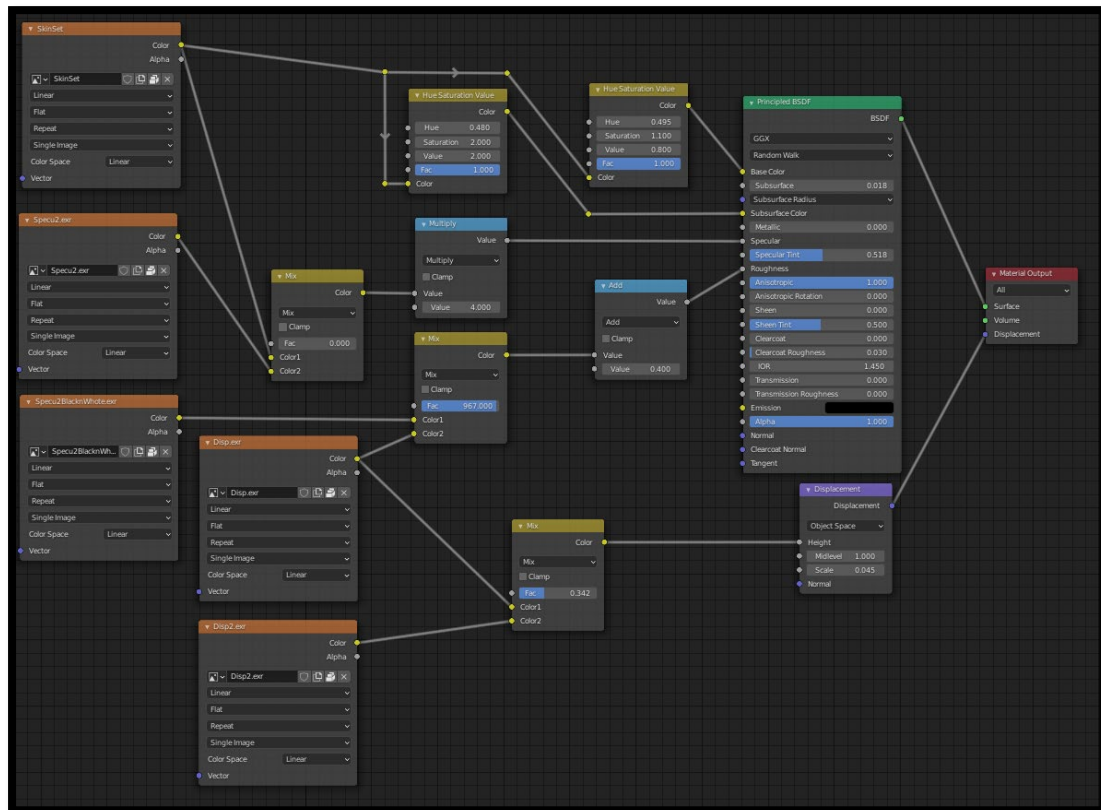 SkinSet
Color
Alpha
SkinSet
Linear
Flat
Repeat
Single Image
Color Space Linear
Vector
Specu2.exr
Color
Alpha
Specu2.exr
Linear
Flat
Repeat
Single Image
Color Space Linear
Vector
Specu2BlacknWhote.exr
Color
Alpha
Specu2BlacknWh...
Linear
Flat
Repeat
Single Image
Color Space Linear
Vector
Disp.exr
Color
Alpha
Disp.exr
Linear
Flat
Repeat
Single Image
Color Space Linear
Vector
Disp2.exr
Color
Alpha
Disp2.exr
Linear
Flat
Repeat
Single Image
Color Space Linear
Vector
Mix
Color
Mix
Clamp
Fac 0.000
Color1
Color2
Hue Saturation Value
Color
Hue 0.480
Saturation 2.000
Value 2.000
Fac 1.000
Color
Multiply
Value
Multiply
Clamp
Value
Value 4.000
Mix
Color
Mix
Clamp
Fac 967.000
Color1
Color2
Mix
Color
Mix
Clamp
Fac 0.342
Color1
Color2
Hue Saturation Value
Color
Hue 0.495
Saturation 1.100
Value 0.800
Fac 1.000
Color
Add
Value
Add
Clamp
Value
Value 0.400
Principled BSDF
BSDF
GGX
Random Walk
Base Color
Subsurface 0.018
Subsurface Radius
Subsurface Color
Metallic 0.000
Specular
Specular Tint 0.518
Roughness
Anisotropic 1.000
Anisotropic Rotation 0.000
Sheen 0.000
Sheen Tint 0.500
Clearcoat 0.000
Clearcoat Roughness 0.030
IOR 1.450
Transmission 0.000
Transmission Roughness 0.000
Emission
Alpha 1.000
Normal
Clearcoat Normal
Tangent
Displacement
Displacement
Object Space
Height
Midlevel 1.000
Scale 0.045
Normal
Material Output
All
Surface
Volume
Displacement